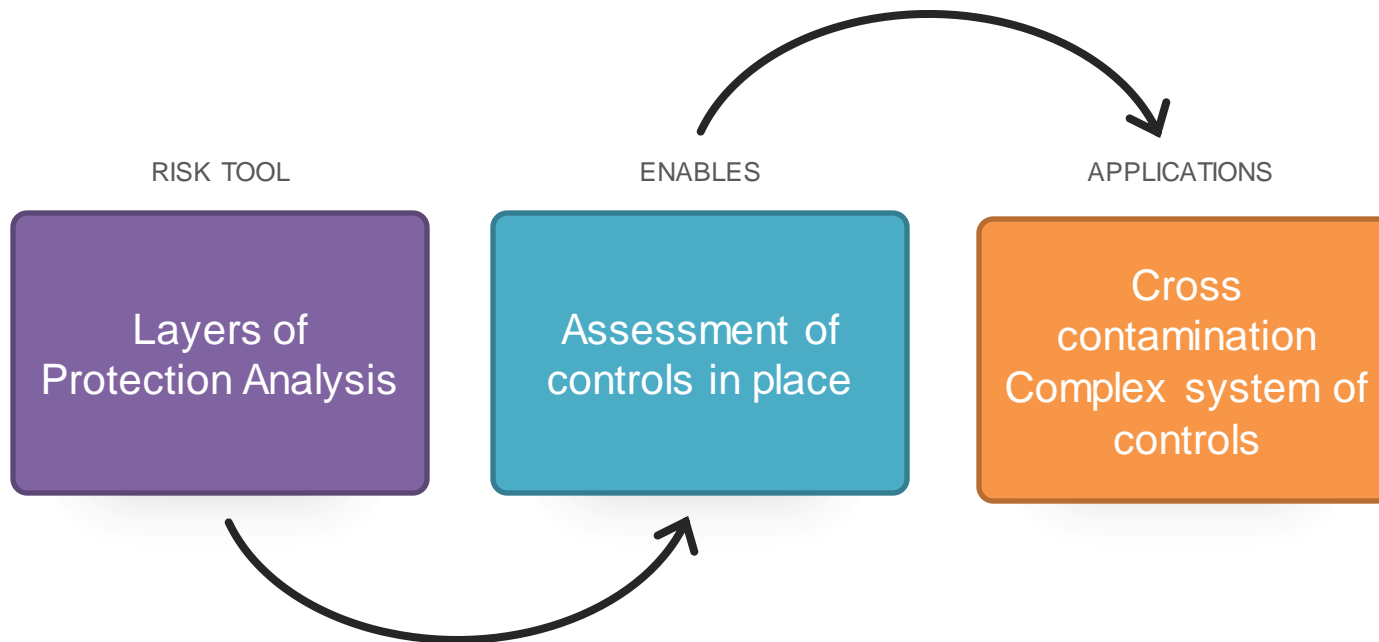 RISK TOOL
Layers of
Protection Analysis
ENABLES
Assessment of
controls in place
APPLICATIONS
Cross
contamination
Complex system of
controls